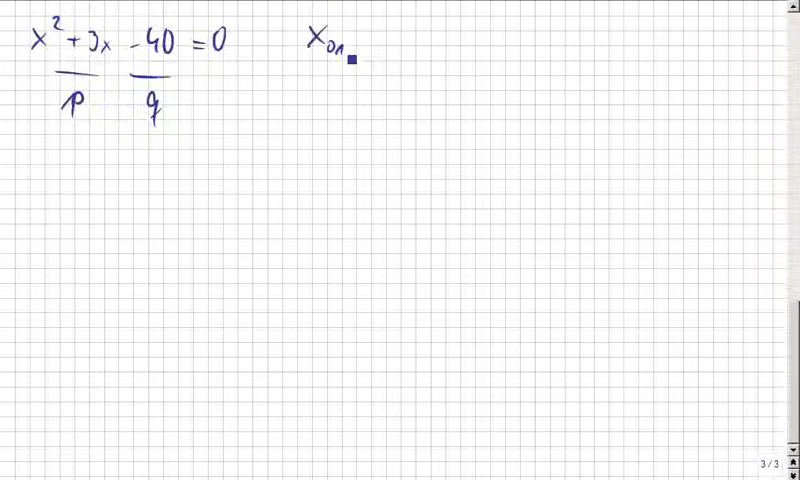 x² + 3x - 40 = 0 x₀₁
p q
3 / 3